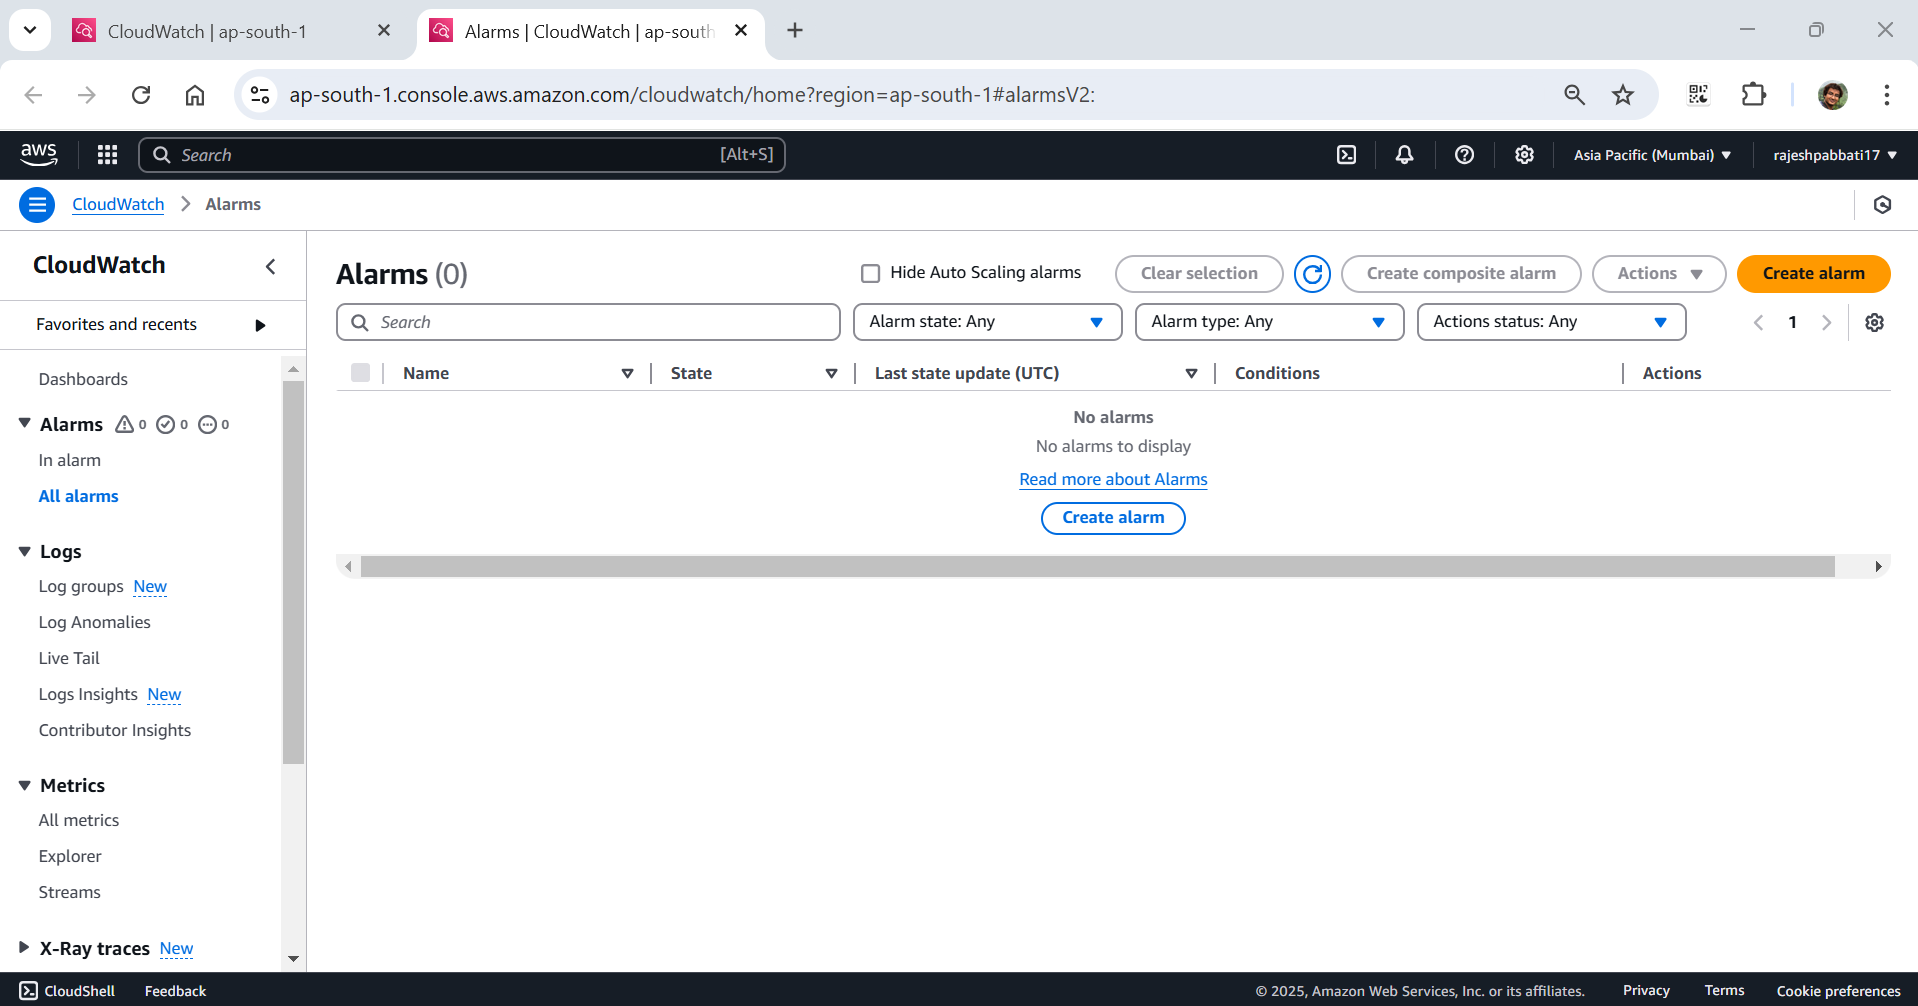 CloudWatch | ap-south-1
Alarms | CloudWatch | ap-south
ap-south-1.console.aws.amazon.com/cloudwatch/home?region=ap-south-1#alarmsV2:
aws
Search
[Alt+S]
Asia Pacific (Mumbai)
rajeshpabbati17
CloudWatch
Alarms
CloudWatch
Favorites and recents
Dashboards
Alarms 0 0 0
In alarm
All alarms
Logs
Log groups New
Log Anomalies
Live Tail
Logs Insights New
Contributor Insights
Metrics
All metrics
Explorer
Streams
X-Ray traces New
Alarms (0)
Hide Auto Scaling alarms
Clear selection
Create composite alarm
Actions
Create alarm
Search
Alarm state: Any
Alarm type: Any
Actions status: Any
1
Name
State
Last state update (UTC)
Conditions
Actions
No alarms
No alarms to display
Read more about Alarms
Create alarm
CloudShell
Feedback
© 2025, Amazon Web Services, Inc. or its affiliates.
Privacy
Terms
Cookie preferences